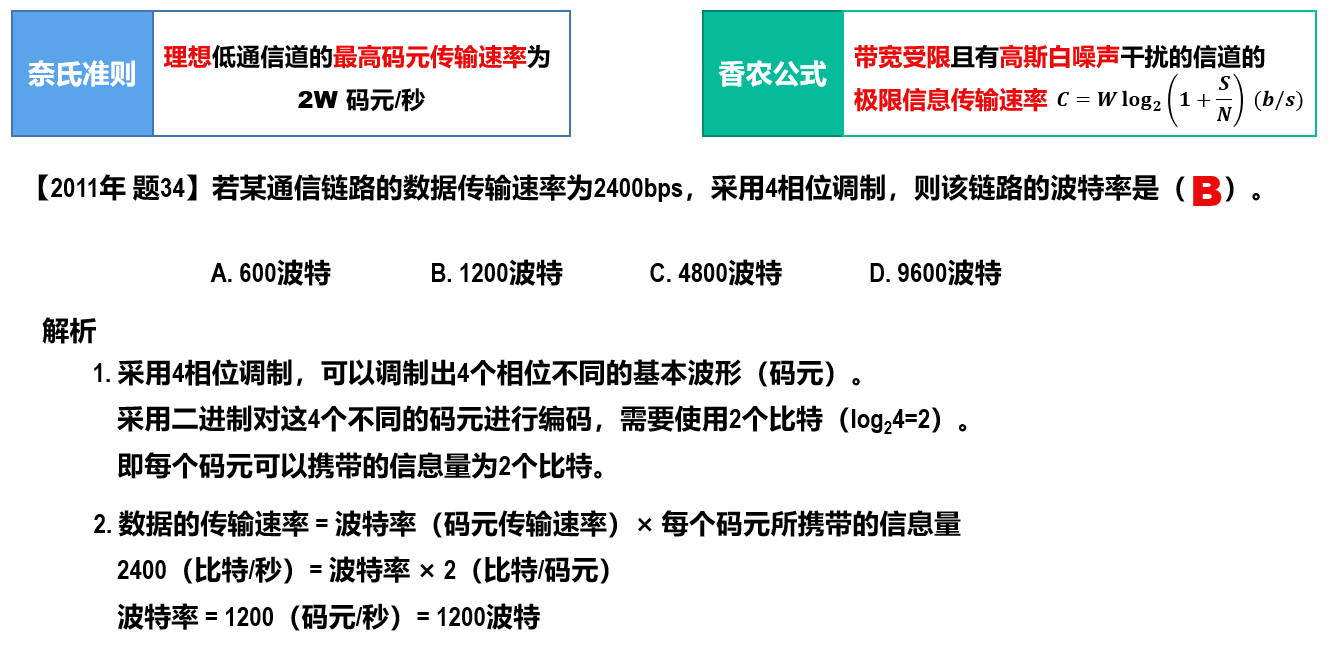 奈氏准则
理想低通信道的最高码元传输速率为
2W 码元/秒
香农公式
带宽受限且有高斯白噪声干扰的信道的
极限信息传输速率 C = W log₂(1 + S/N) (b/s)
【2011年 题34】若某通信链路的数据传输速率为2400bps，采用4相位调制，则该链路的波特率是（B）。
A. 600波特 B. 1200波特 C. 4800波特 D. 9600波特
解析
1. 采用4相位调制，可以调制出4个相位不同的基本波形（码元）。
采用二进制对这4个不同的码元进行编码，需要使用2个比特（log₂4=2）。
即每个码元可以携带的信息量为2个比特。
2. 数据的传输速率 = 波特率（码元传输速率）× 每个码元所携带的信息量
2400（比特/秒）= 波特率 × 2（比特/码元）
波特率 = 1200（码元/秒）= 1200波特